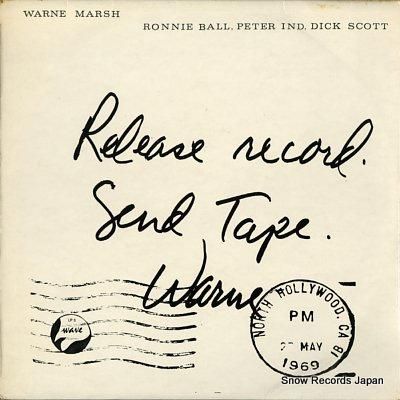 WARNE MARSH
RONNIE BALL, PETER IND, DICK SCOTT
Release record.
Send Tape.
Warne
wave
NORTH HOLLYWOOD, CA
PM
MAY
1969
Snow Records Japan